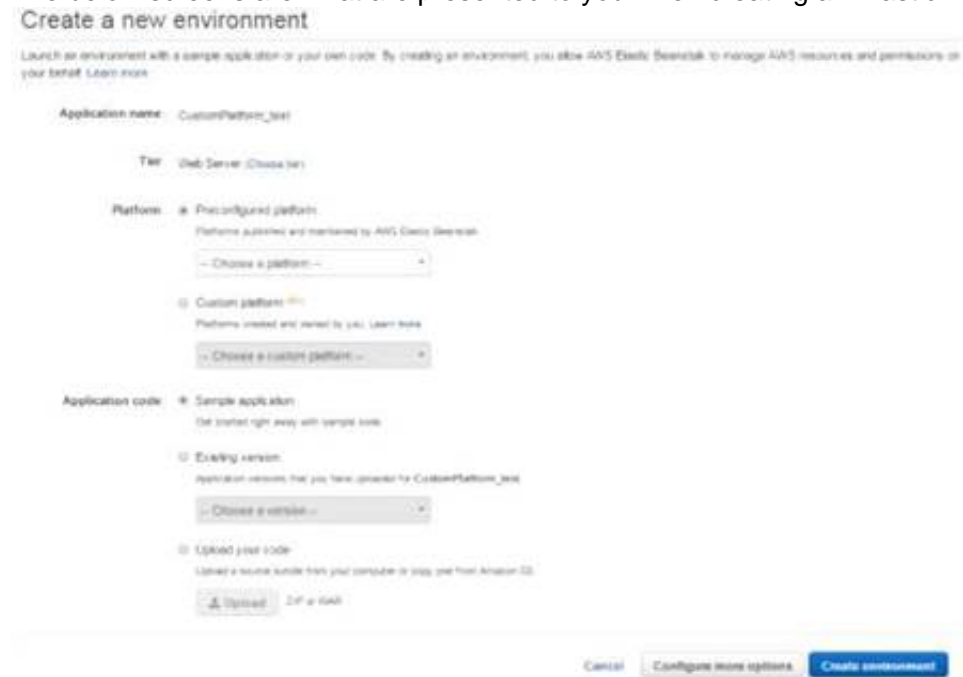 Create a new environment
Launch an environment with a sample application or your own code. By creating an environment, you allow AWS Elastic Beanstalk to manage AWS resources and permissions on
your behalf. Learn more
Application name CustomPlatform_test
Tier Web Server (Choose tier)
Platform Preconfigured platform
Platforms published and maintained by AWS Elastic Beanstalk.
-- Choose a platform --
Custom platform
Platforms created and owned by you. Learn more
-- Choose a custom platform --
Application code Sample application
Get started right away with sample code.
Existing version
Application versions that you have uploaded for CustomPlatform_test.
-- Choose a version --
Upload your code
Upload a source bundle from your computer or copy one from Amazon S3.
Upload ZIP or WAR
Cancel Configure more options Create environment